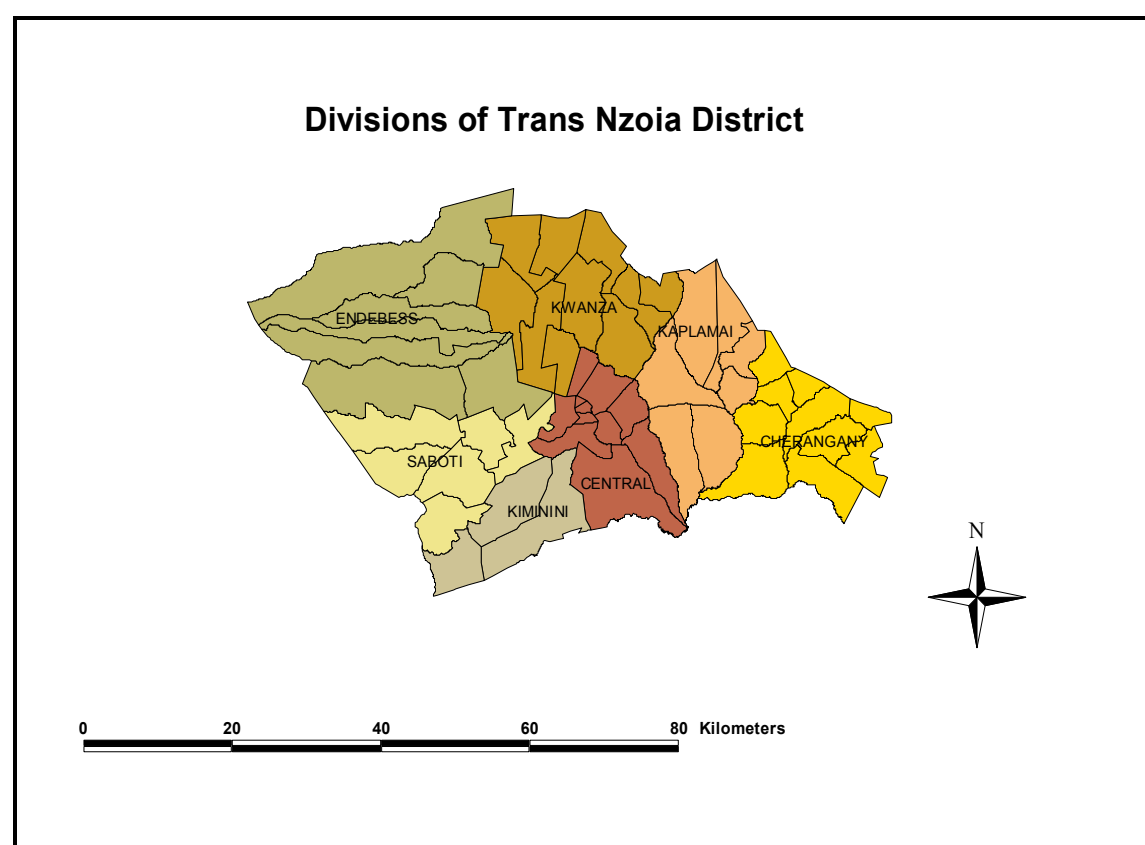 Divisions of Trans Nzoia District
KWANZA
ENDEBESS
KAPLAMAI
CHERANGANY
SABOTI
CENTRAL
KIMININI
N
0 20 40 60 80 Kilometers